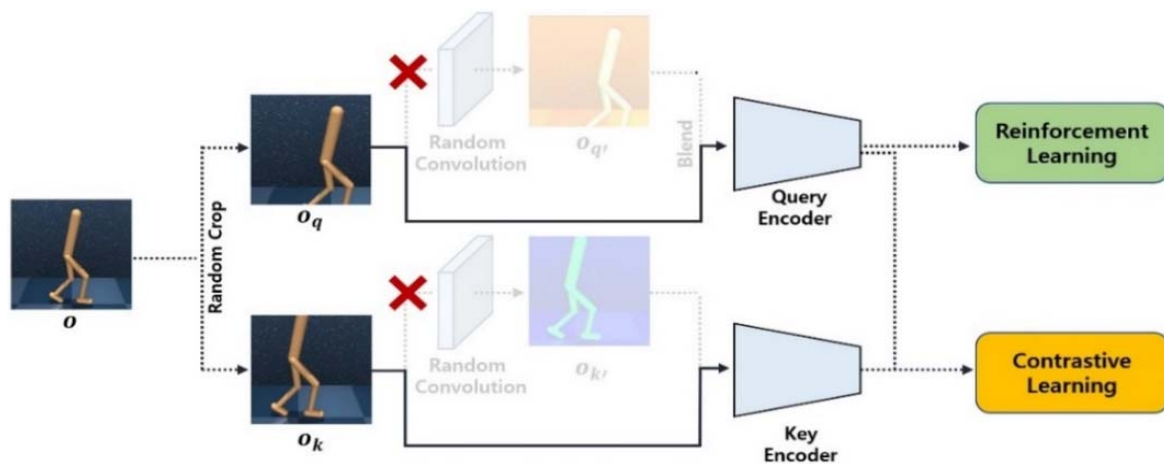 o
Random Crop
o_q
o_k
Random
Convolution
o_q'
Blend
Random
Convolution
o_k'
Query
Encoder
Key
Encoder
Reinforcement
Learning
Contrastive
Learning